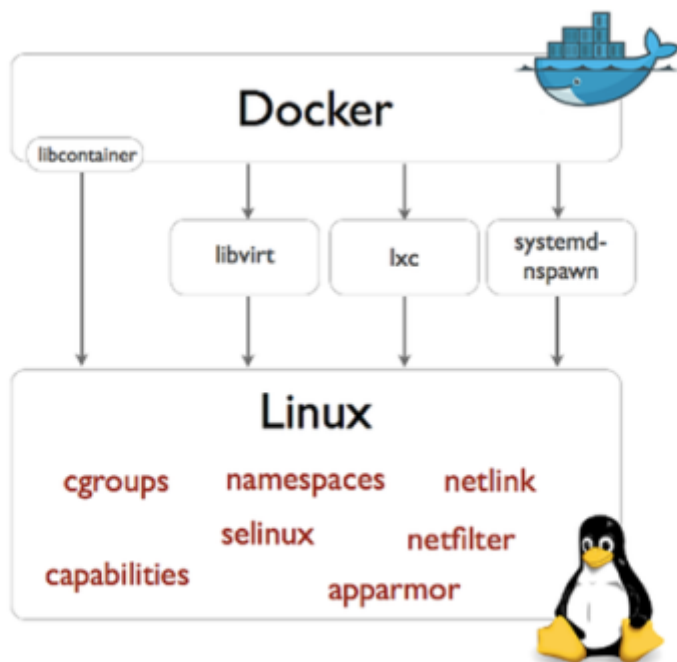 Docker
libcontainer
libvirt
lxc
systemd-
nspawn
Linux
cgroups
namespaces
netlink
selinux
netfilter
capabilities
apparmor